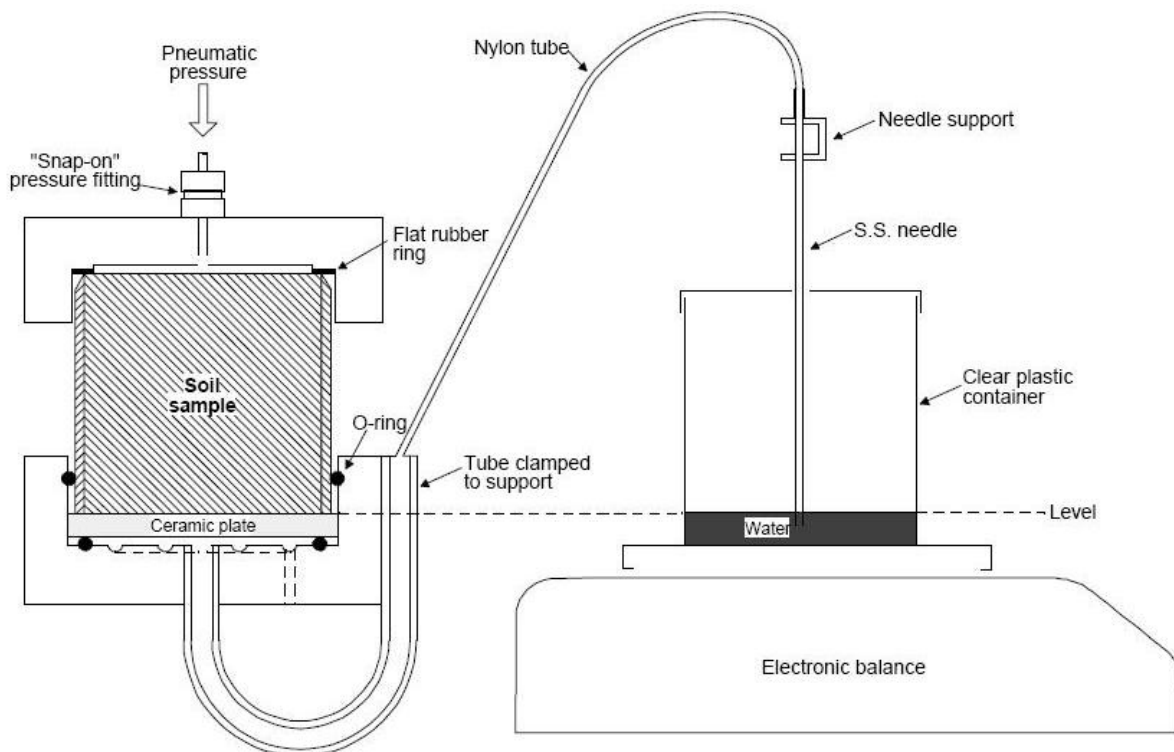 Pneumatic
pressure
"Snap-on"
pressure fitting
Flat rubber
ring
Soil
sample
O-ring
Ceramic plate
Tube clamped
to support
Nylon tube
Needle support
S.S. needle
Clear plastic
container
Level
Water
Electronic balance